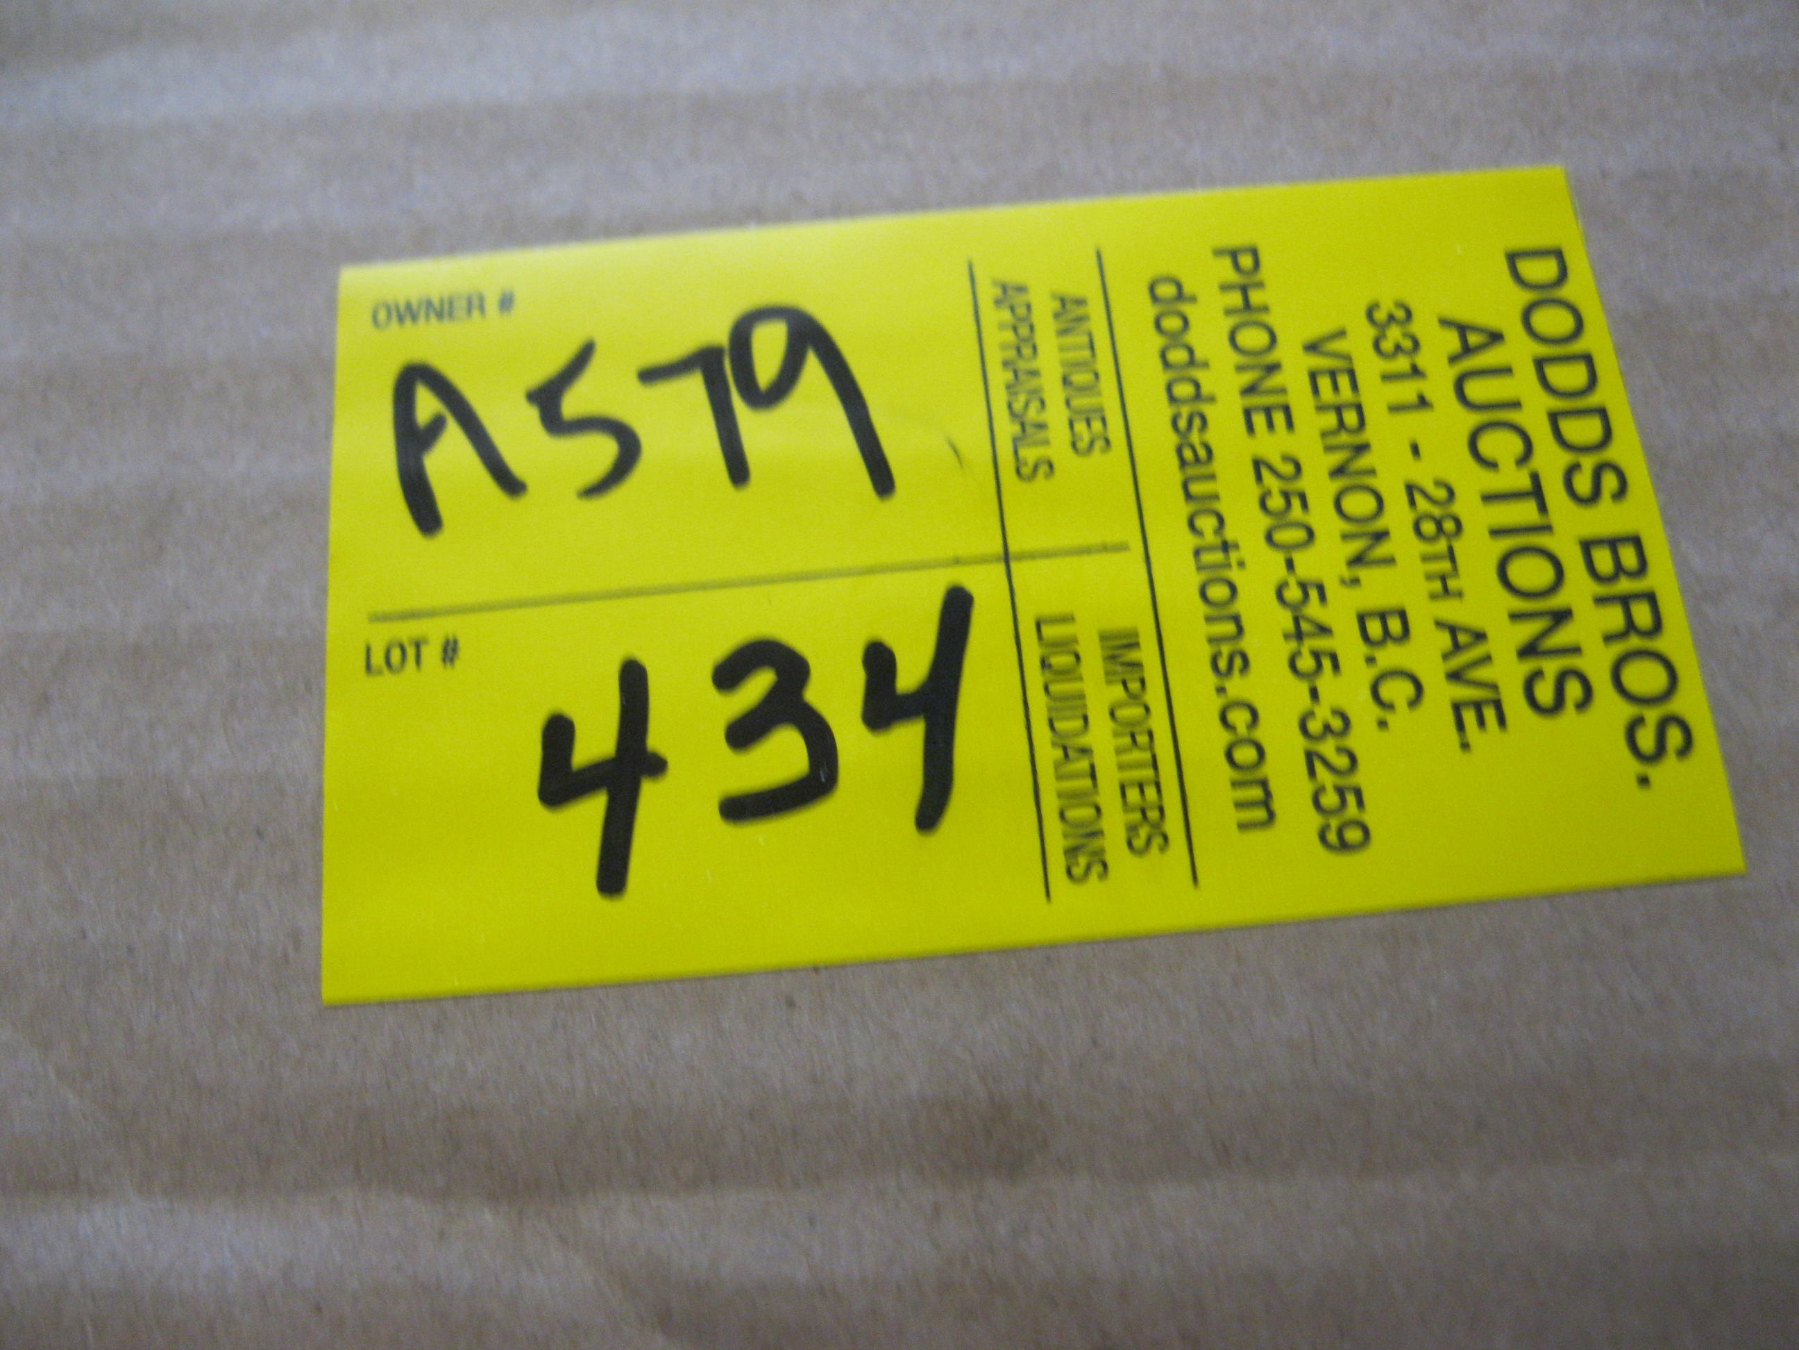 DODDS BROS.
AUCTIONS
3311 - 28TH AVE.
VERNON, B.C.
PHONE 250-545-3259
doddsauctions.com
ANTIQUES IMPORTERS
APPRAISALS LIQUIDATIONS
OWNER #
A579
LOT #
434